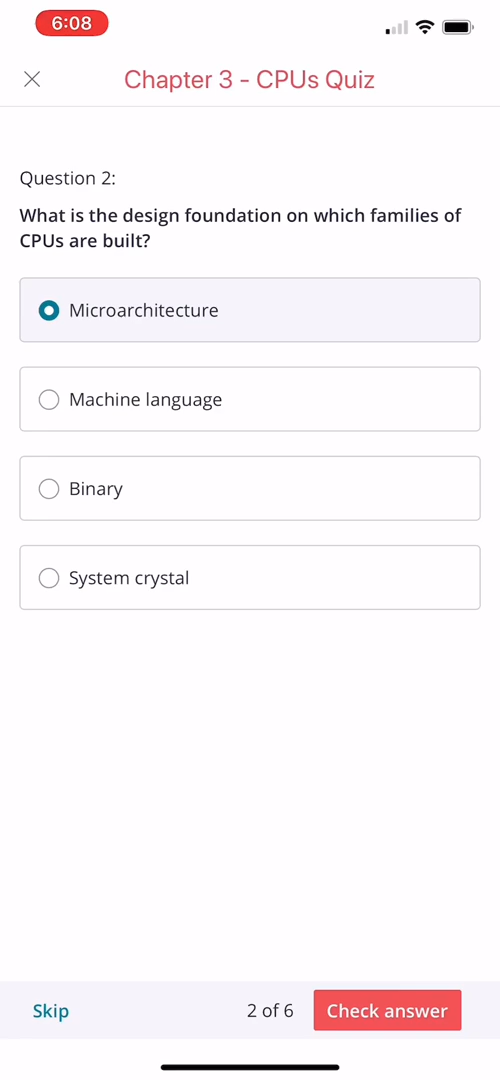 6:08
Chapter 3 - CPUs Quiz
Question 2:
What is the design foundation on which families of
CPUs are built?
Microarchitecture
Machine language
Binary
System crystal
Skip
2 of 6
Check answer